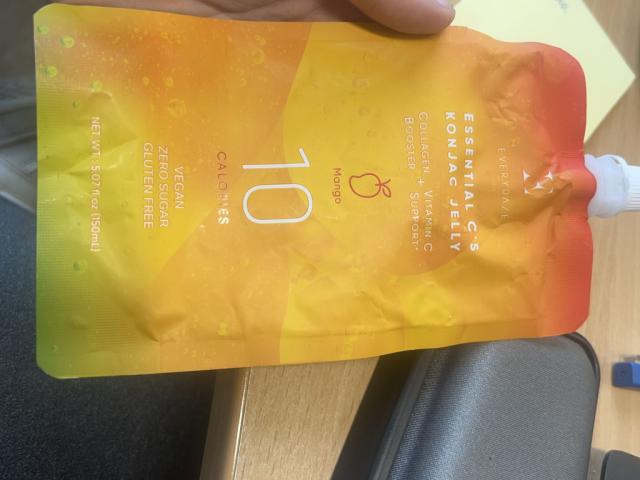 EVERYDAZE
ESSENTIAL C'S
KONJAC JELLY
COLLAGEN + VITAMIN C
BOOSTER + SUPPORT*
Mango
10
CALORIES
VEGAN
ZERO SUGAR
GLUTEN FREE
NET WT. : 5.07 fl oz (150mL)